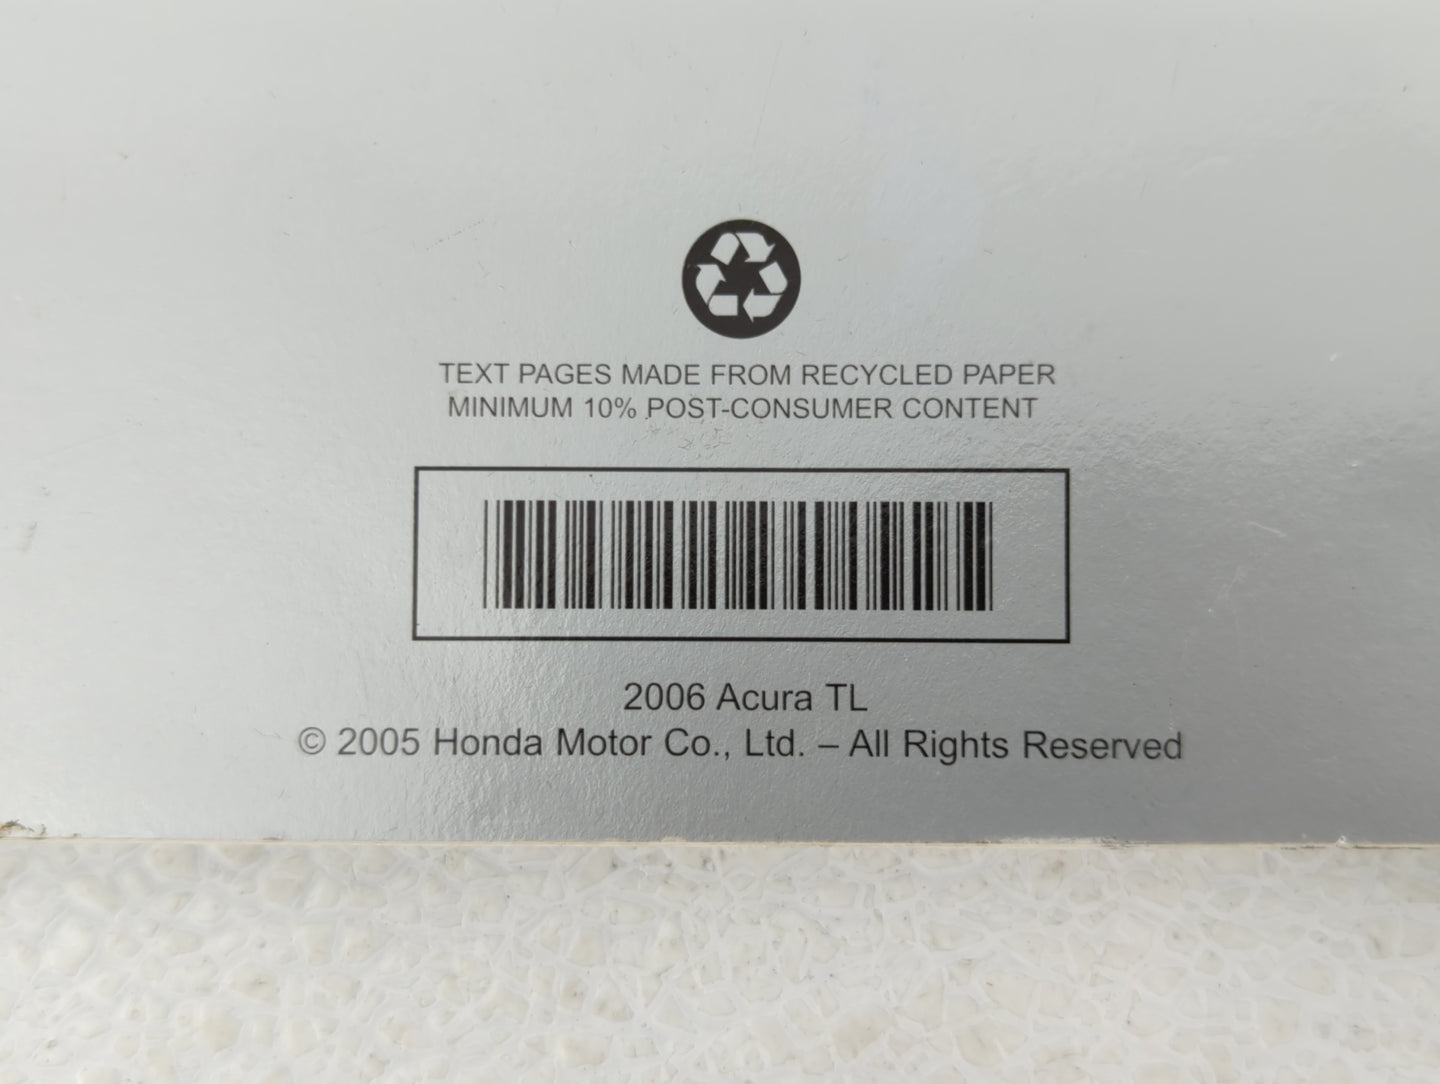 TEXT PAGES MADE FROM RECYCLED PAPER
MINIMUM 10% POST-CONSUMER CONTENT
2006 Acura TL
© 2005 Honda Motor Co., Ltd. – All Rights Reserved